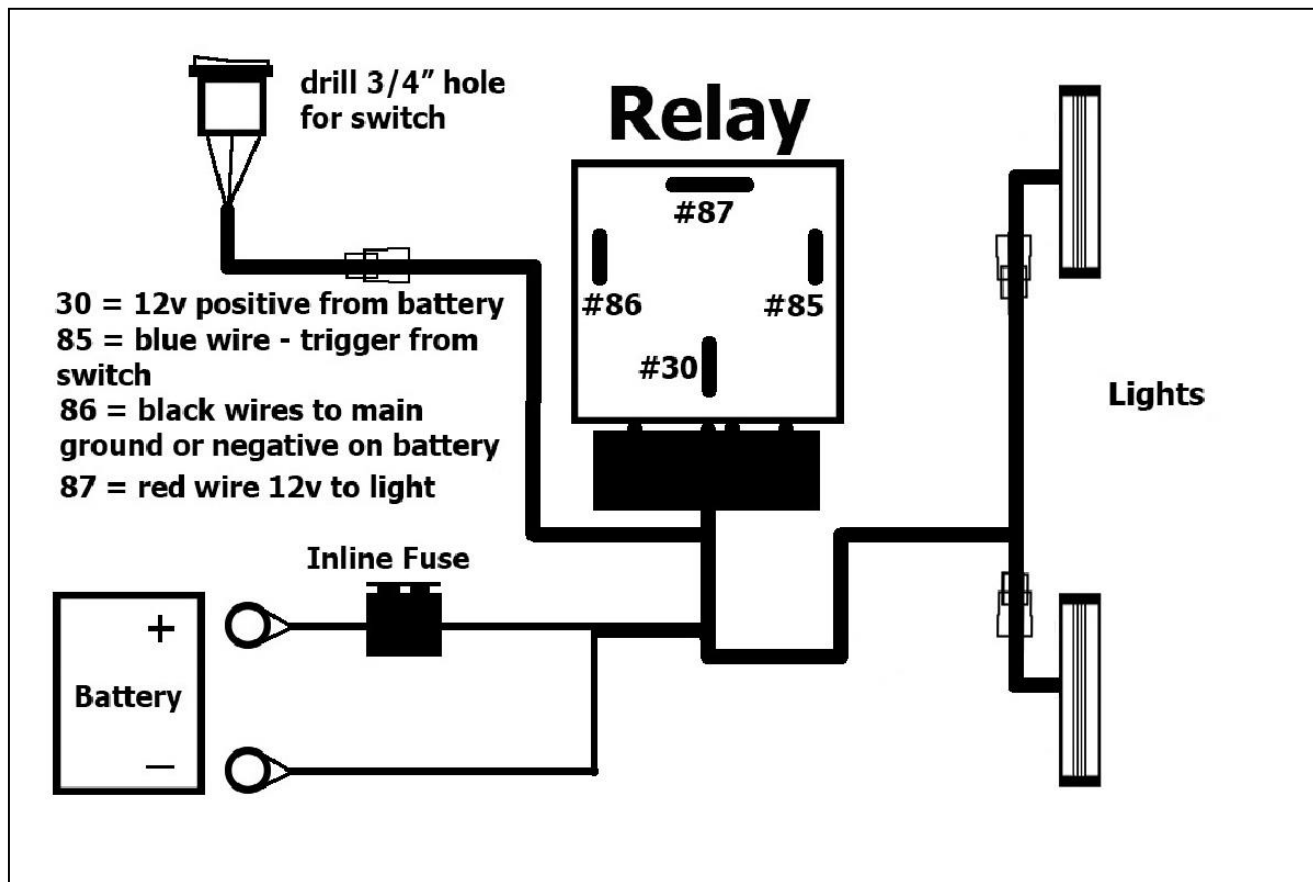 drill 3/4” hole
for switch
Relay
#87
#86
#85
#30
30 = 12v positive from battery
85 = blue wire - trigger from
switch
86 = black wires to main
ground or negative on battery
87 = red wire 12v to light
Lights
Inline Fuse
+
Battery
—